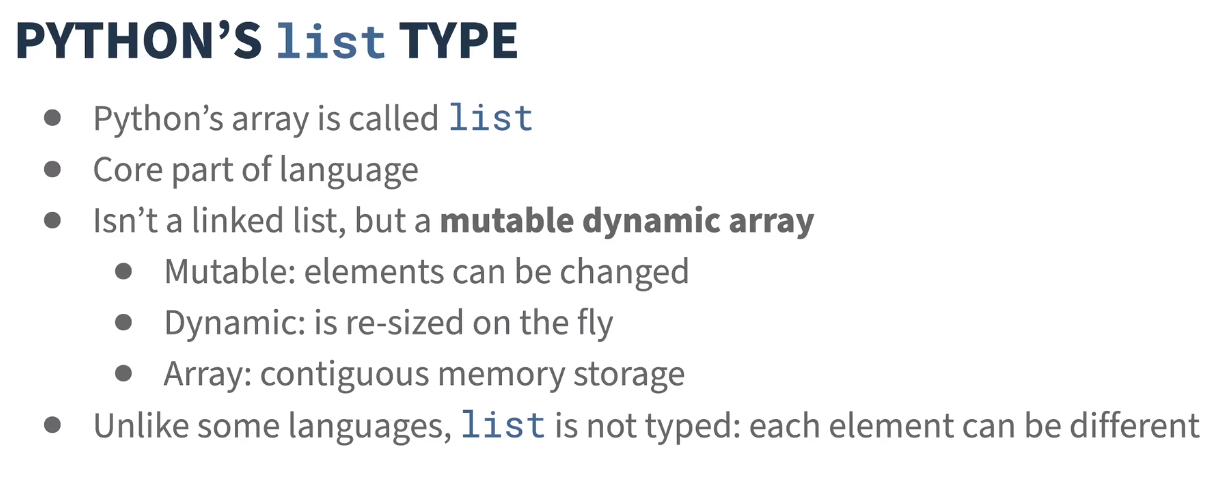 PYTHON’S list TYPE
● Python’s array is called list
● Core part of language
● Isn’t a linked list, but a mutable dynamic array
● Mutable: elements can be changed
● Dynamic: is re-sized on the fly
● Array: contiguous memory storage
● Unlike some languages, list is not typed: each element can be different